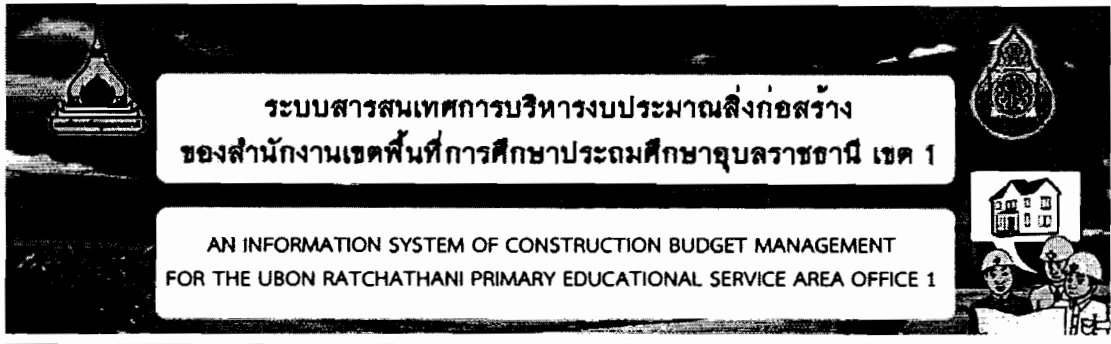 ระบบสารสนเทศการบริหารงบประมาณสิ่งก่อสร้าง
ของสำนักงานเขตพื้นที่การศึกษาประถมศึกษาอุบลราชธานี เขต 1
AN INFORMATION SYSTEM OF CONSTRUCTION BUDGET MANAGEMENT
FOR THE UBON RATCHATHANI PRIMARY EDUCATIONAL SERVICE AREA OFFICE 1